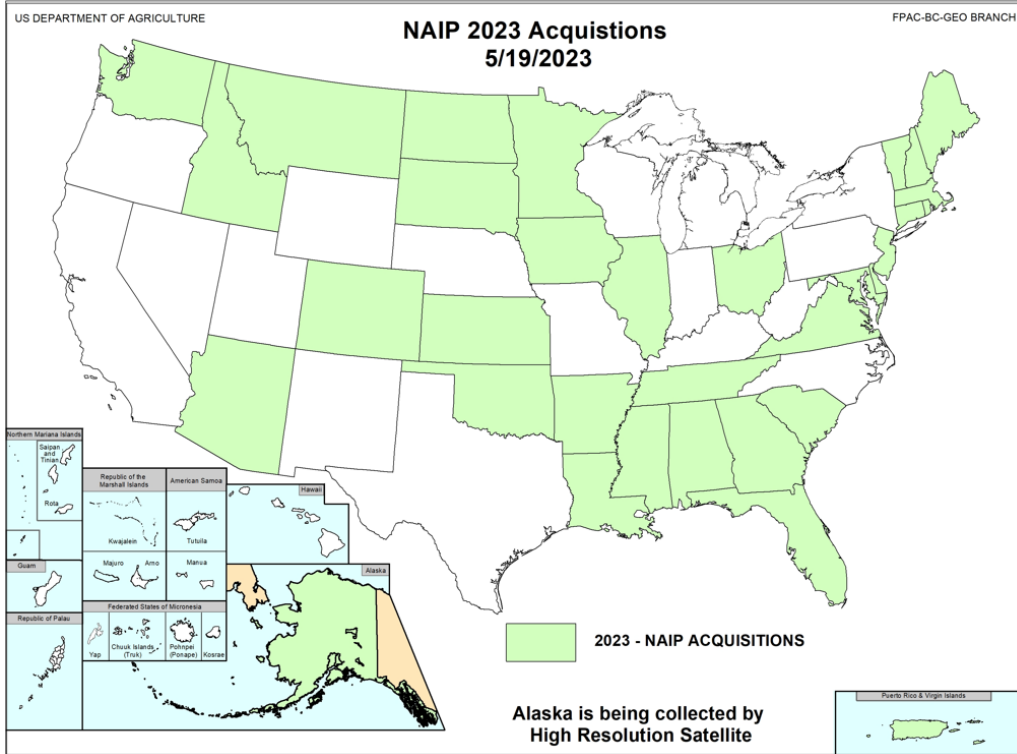 US DEPARTMENT OF AGRICULTURE
FPAC-BC-GEO BRANCH
NAIP 2023 Acquistions
5/19/2023
Northern Mariana Islands
Saipan
and
Tinian
Rota
Guam
Republic of Palau
Republic of the
Marshall Islands
Kwajalein
Majuro
Arno
American Samoa
Tutuila
Manua
Federated States of Micronesia
Yap
Chuuk Islands
(Truk)
Pohnpei
(Ponape)
Kosrae
Hawaii
Alaska
2023 - NAIP ACQUISITIONS
Alaska is being collected by
High Resolution Satellite
Puerto Rico & Virgin Islands